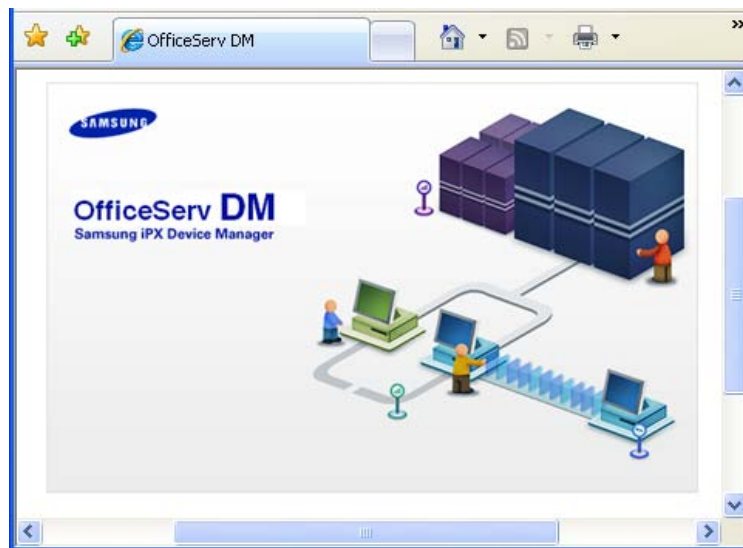 OfficeServ DM
SAMSUNG
OfficeServ DM
Samsung iPX Device Manager